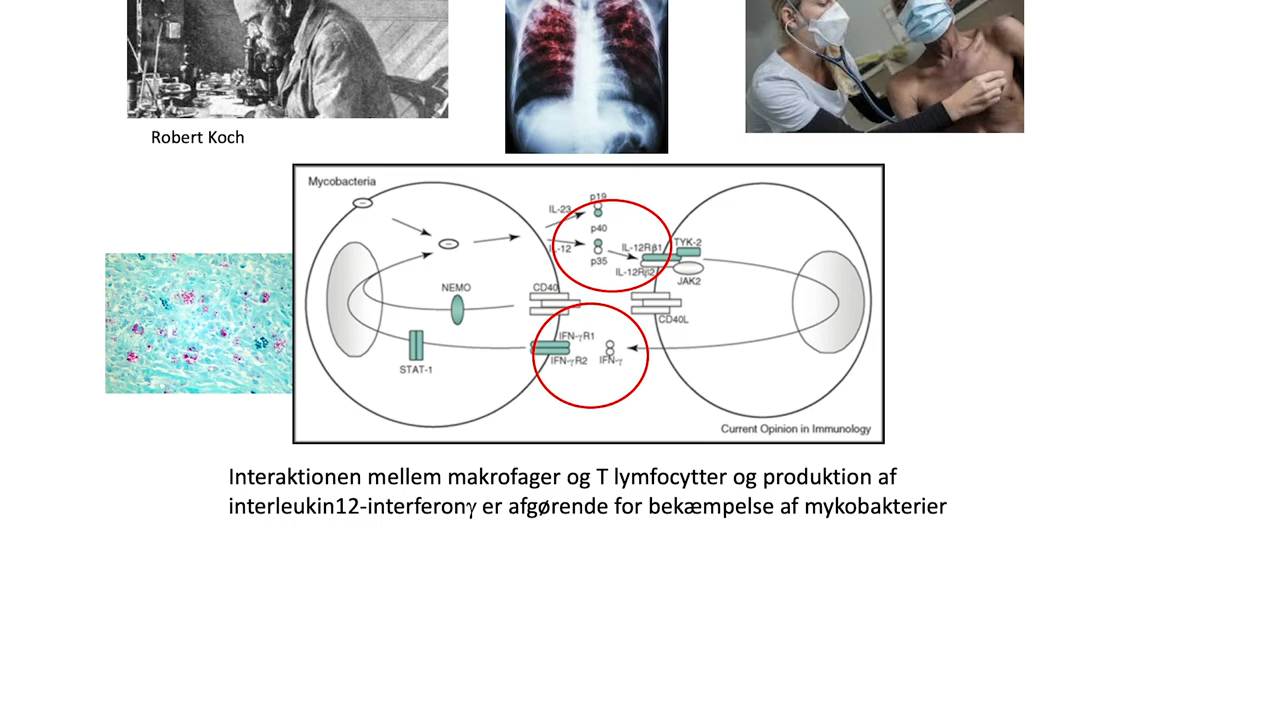 Robert Koch
Mycobacteria
p19
IL-23
p40
IL-12
p35
IL-12Rβ1
TYK-2
IL-12Rβ2
JAK2
NEMO
CD40
CD40L
IFN-γR1
IFN-γR2
IFN-γ
STAT-1
Current Opinion in Immunology
Interaktionen mellem makrofager og T lymfocytter og produktion af
interleukin12-interferonγ er afgørende for bekæmpelse af mykobakterier